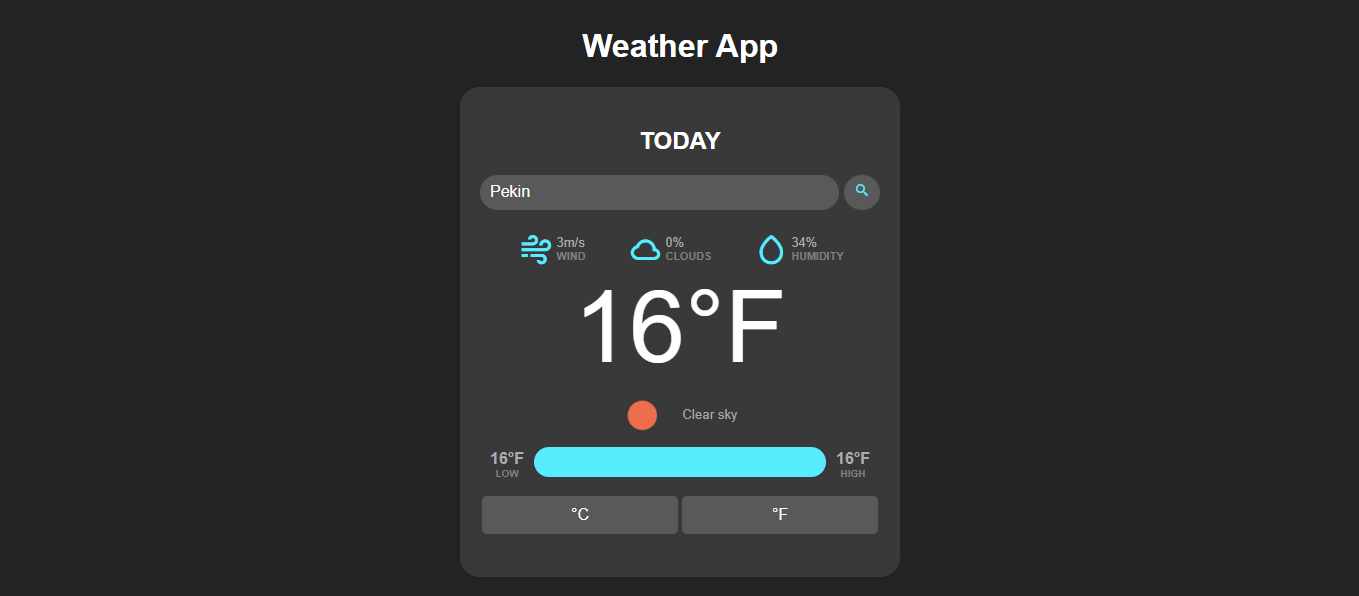 Weather App
TODAY
Pekin
3m/s
WIND
0%
CLOUDS
34%
HUMIDITY
16°F
Clear sky
16°F
LOW
16°F
HIGH
°C
°F